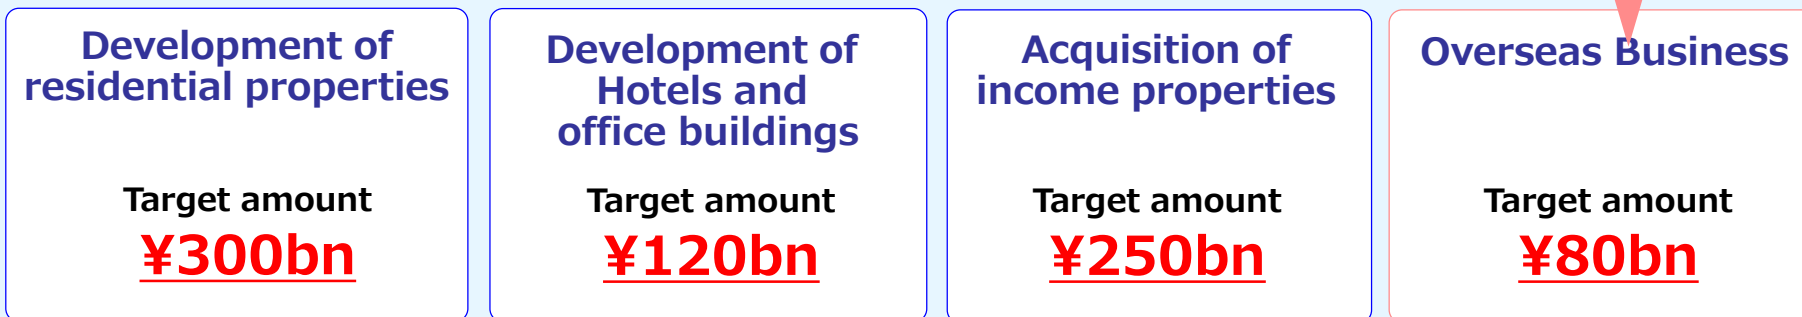 Development of
residential properties
Target amount
¥300bn
Development of
Hotels and
office buildings
Target amount
¥120bn
Acquisition of
income properties
Target amount
¥250bn
Overseas Business
Target amount
¥80bn